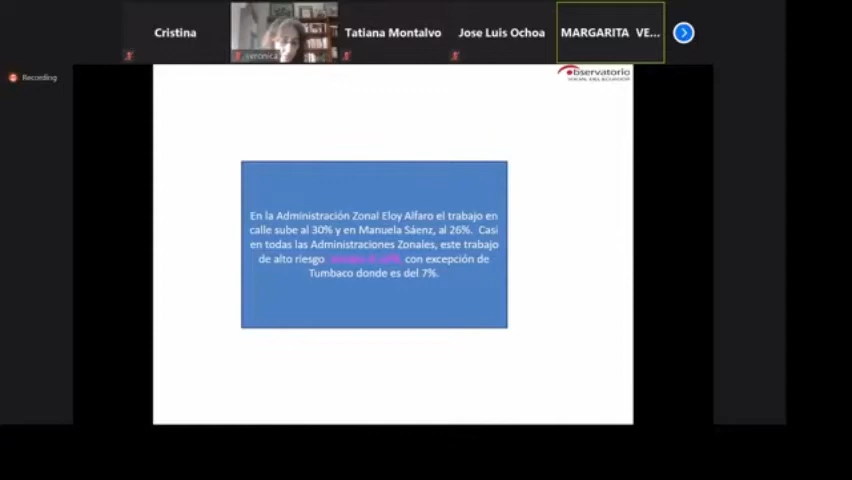 Cristina
veronica
Tatiana Montalvo
Jose Luis Ochoa
MARGARITA VE...
Recording
observatorio
En la Administración Zonal Eloy Alfaro el trabajo en
calle sube al 30% y en Manuela Sáenz, al 26%. Casi
en todas las Administraciones Zonales, este trabajo
de alto riesgo con excepción de
Tumbaco donde es del 7%.